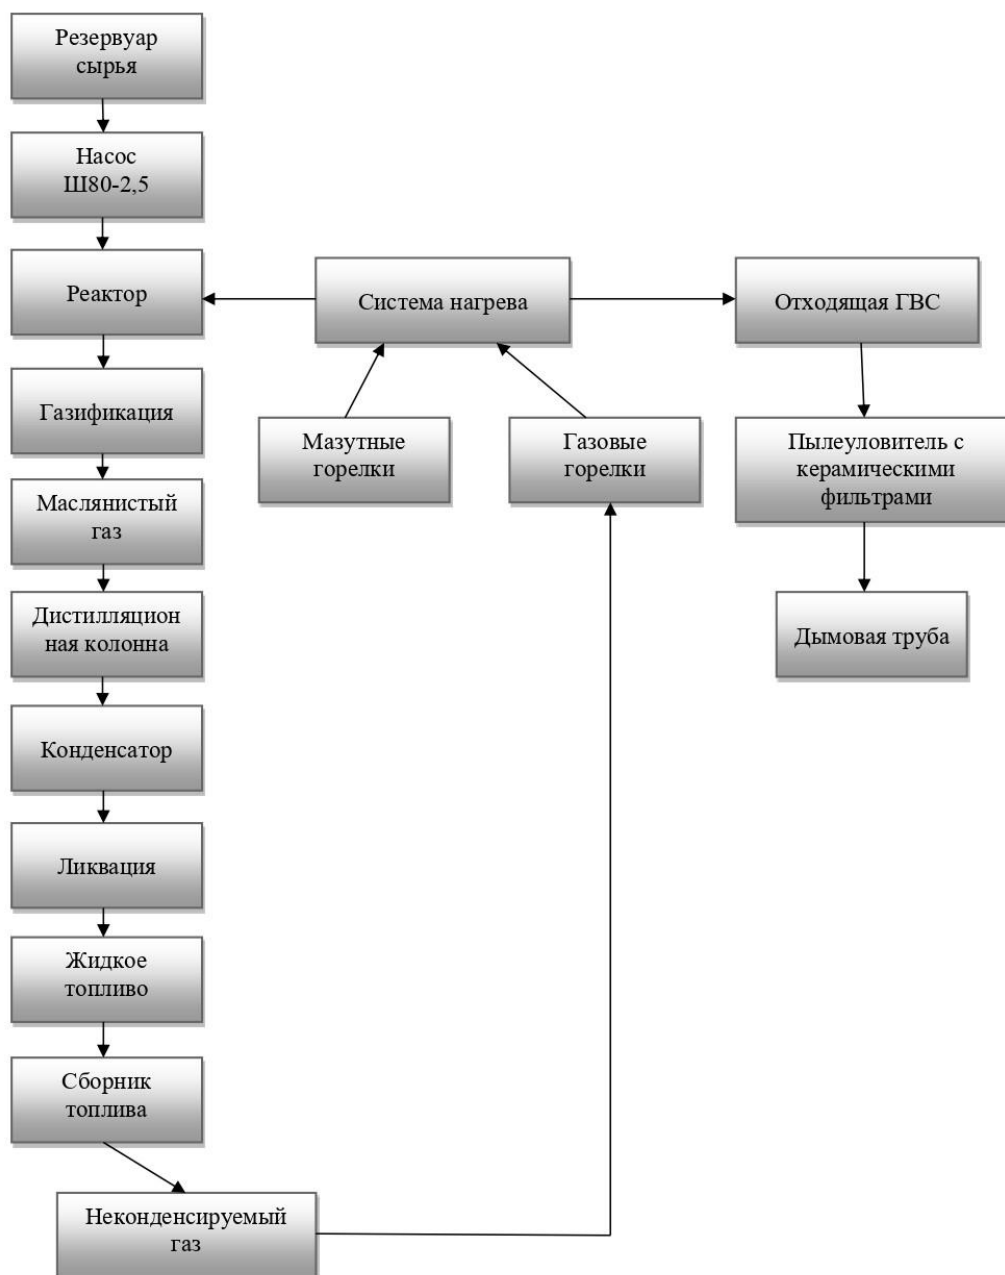 Резервуар
сырья
Насос
Ш80-2,5
Реактор
Система нагрева
Отходящая ГВС
Газификация
Мазутные
горелки
Газовые
горелки
Пылеуловитель с
керамическими
фильтрами
Маслянистый
газ
Дистилляцион
ная колонна
Дымовая труба
Конденсатор
Ликвация
Жидкое
топливо
Сборник
топлива
Неконденсируемый
газ